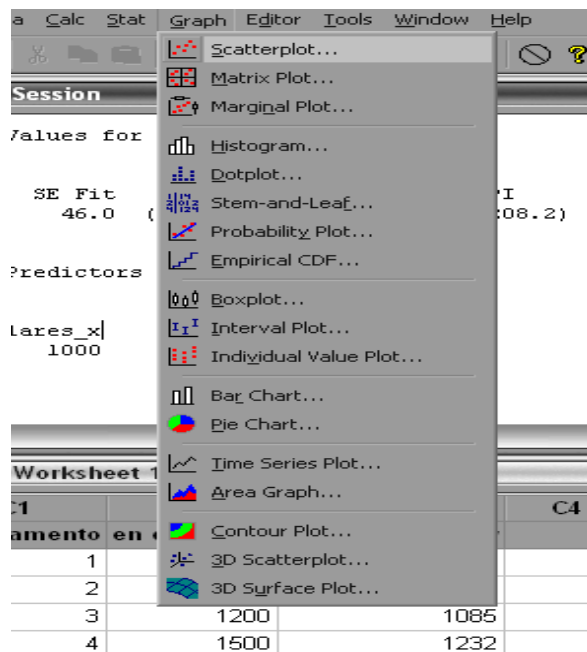 a Calc Stat Graph Editor Tools Window Help
Session
Scatterplot...
Matrix Plot...
Marginal Plot...
Histogram...
Dotplot...
Stem-and-Leaf...
Probability Plot...
Empirical CDF...
Boxplot...
Interval Plot...
Individual Value Plot...
Bar Chart...
Pie Chart...
Time Series Plot...
Area Graph...
Contour Plot...
3D Scatterplot...
3D Surface Plot...
Values for
SE Fit PI
46.0 ( :08.2)
Predictors
lares_x
1000
Worksheet 1
C1 C4
amento en
1
2
3 1200 1085
4 1500 1232